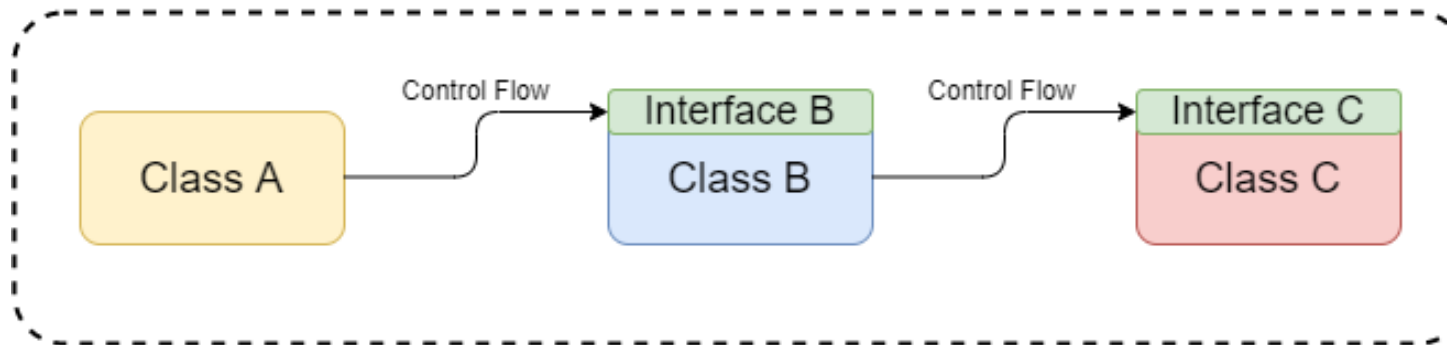 Control Flow
Control Flow
Interface B
Interface C
Class A
Class B
Class C